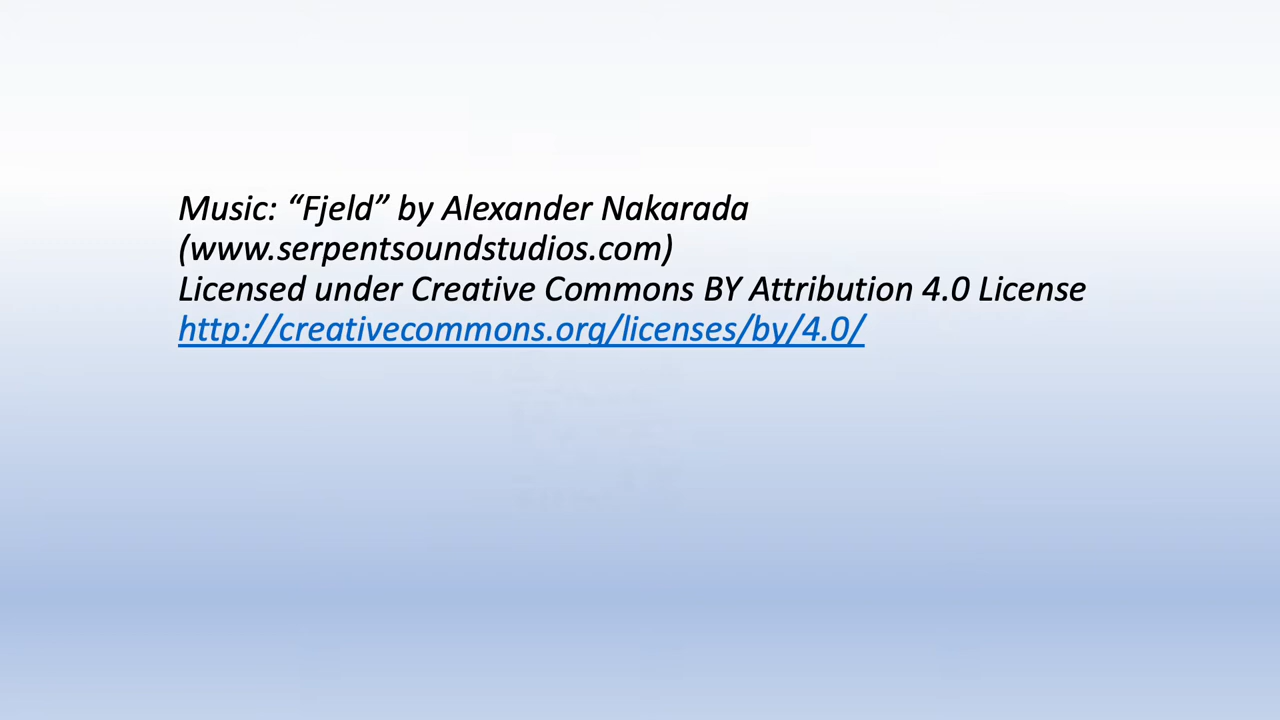 Music: “Fjeld” by Alexander Nakarada
(www.serpentsoundstudios.com)
Licensed under Creative Commons BY Attribution 4.0 License
http://creativecommons.org/licenses/by/4.0/